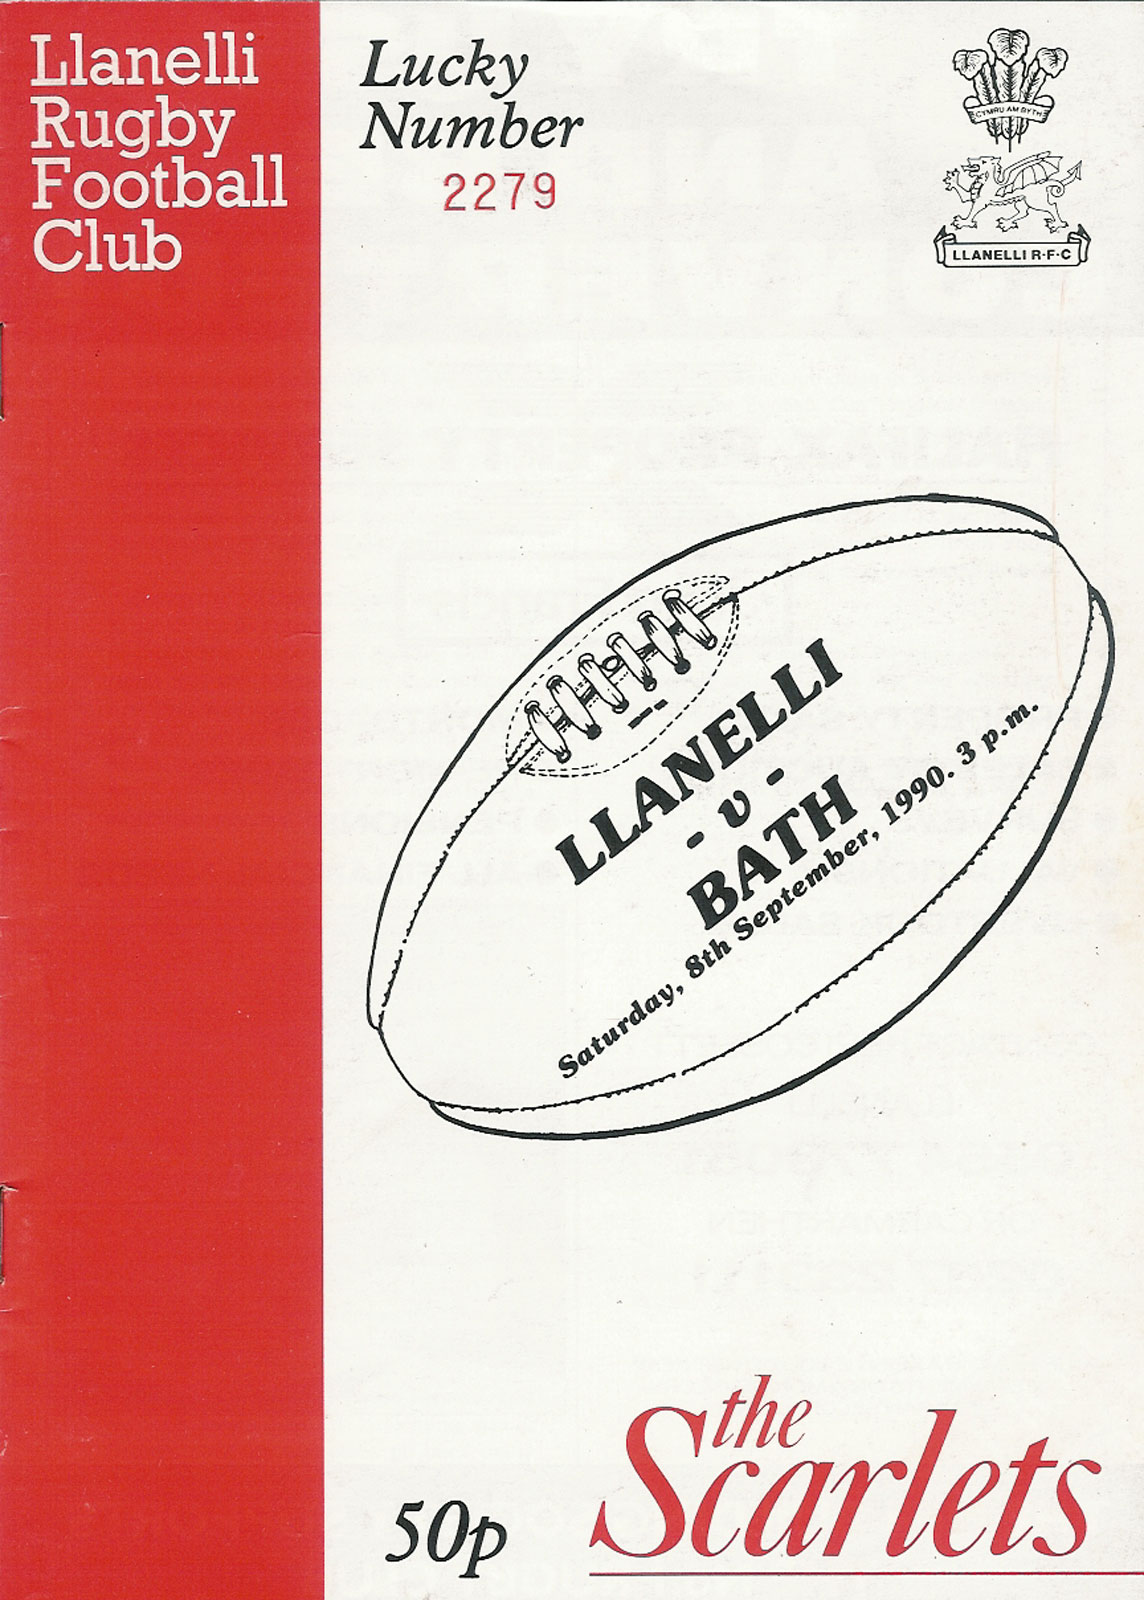 Llanelli
Rugby
Football
Club
Lucky
Number
2279
CYMRU AM BYTH
LLANELLI R·F·C
LLANELLI
- v -
BATH
Saturday, 8th September, 1990. 3 p.m.
50p
the
Scarlets